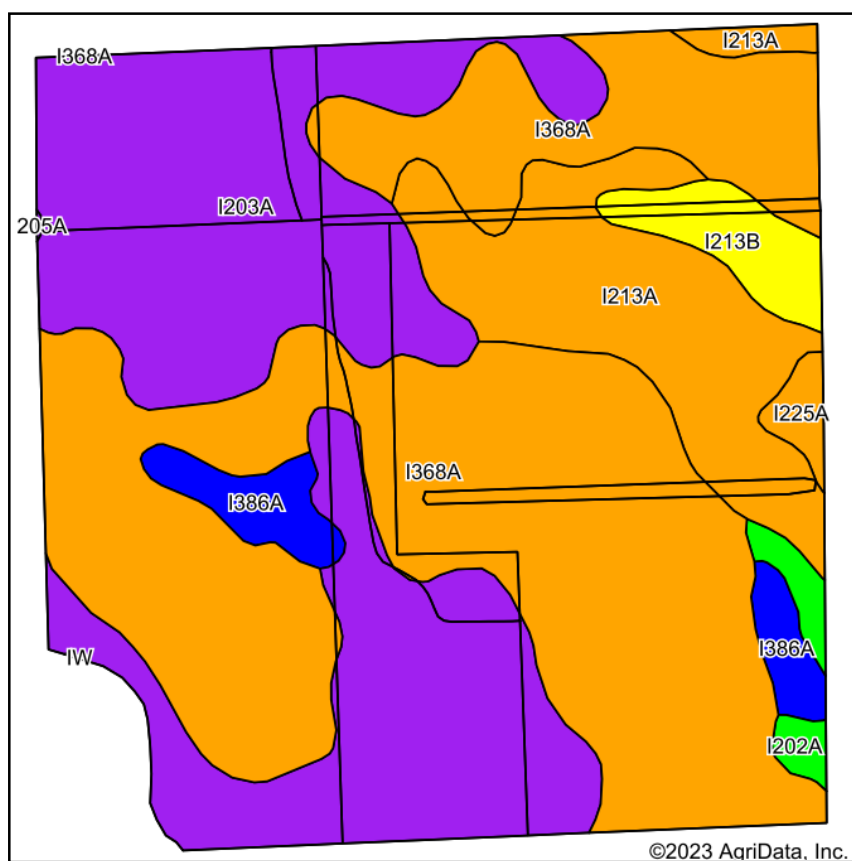 I368A
I213A
I368A
I203A
205A
I213B
I213A
I225A
I368A
I386A
I386A
IW
I202A
©2023 AgriData, Inc.